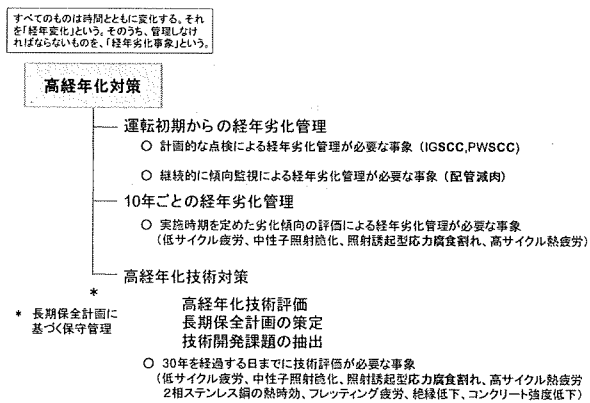 すべてのものは時間とともに変化する。それ
を「経年変化」という。そのうち、管理しなけ
ればならないものを、「経年劣化事象」という。
高経年化対策
運転初期からの経年劣化管理
○ 計画的な点検による経年劣化管理が必要な事象 (IGSCC,PWSCC)
○ 継続的に傾向監視による経年劣化管理が必要な事象 (配管減肉)
10年ごとの経年劣化管理
○ 実施時期を定めた劣化傾向の評価による経年劣化管理が必要な事象
(低サイクル疲労、中性子照射脆化、照射誘起型応力腐食割れ、高サイクル熱疲労)
高経年化技術対策
*
* 長期保全計画に
基づく保守管理
高経年化技術評価
長期保全計画の策定
技術開発課題の抽出
○ 30年を経過する日までに技術評価が必要な事象
(低サイクル疲労、中性子照射脆化、照射誘起型応力腐食割れ、高サイクル熱疲労
2相ステンレス鋼の熱時効、フレッティング疲労、絶縁低下、コンクリート強度低下)